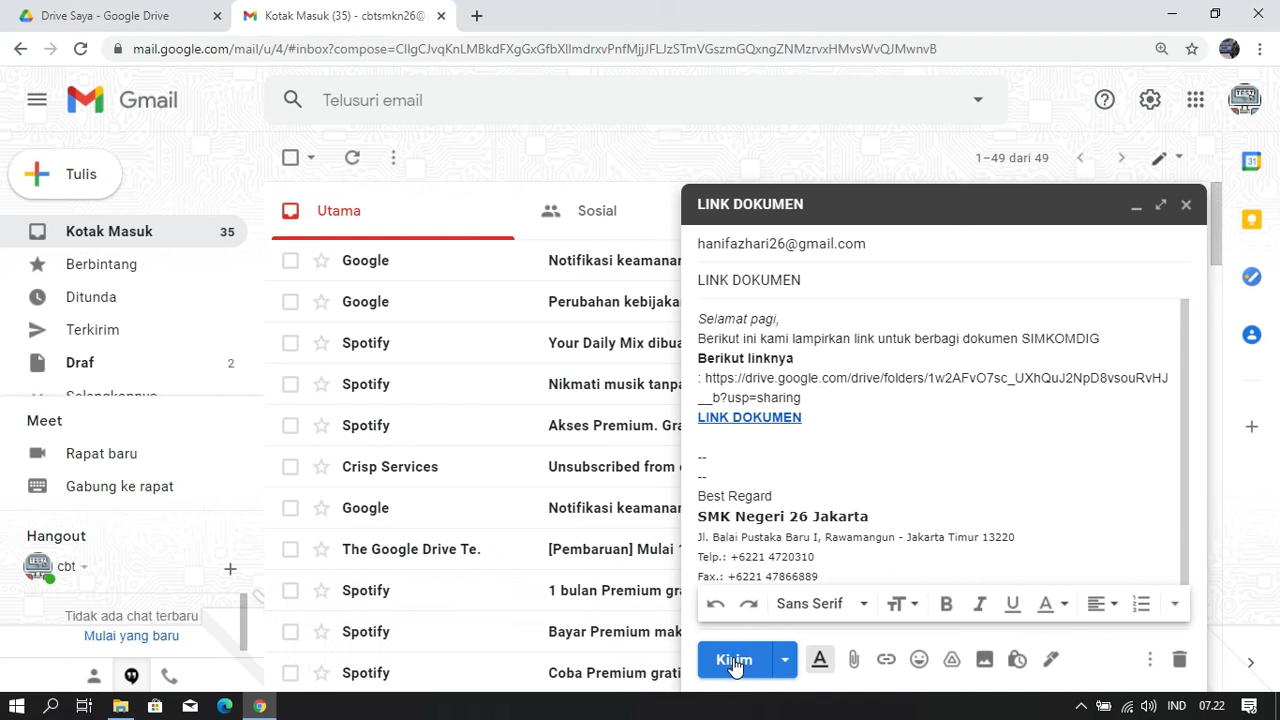 Drive Saya - Google Drive
Kotak Masuk (35) - cbtsmkn26@
mail.google.com/mail/u/4/#inbox?compose=CllgCJvqKnLMBkdFXgGxGfbXllmdrxvPnfMjjJFLJzSTmVGszmGQxngZNMzrvxHMvsWvQJMwnvB
Gmail
Telusuri email
TEST
Tulis
1–49 dari 49
Utama
Sosial
Kotak Masuk 35
Berbintang
Ditunda
Terkirim
Draf 2
Selengkapnya
Meet
Rapat baru
Gabung ke rapat
Hangout
cbt
Tidak ada chat terbaru
Mulai yang baru
Google Notifikasi keamanan
Google Perubahan kebijaka
Spotify Your Daily Mix dibua
Spotify Nikmati musik tanpa
Spotify Akses Premium. Gra
Crisp Services Unsubscribed from
Google Notifikasi keamanan
The Google Drive Te. [Pembaruan] Mulai
Spotify 1 bulan Premium gra
Spotify Bayar Premium mak
Spotify Coba Premium grati
LINK DOKUMEN
hanifazhari26@gmail.com
LINK DOKUMEN
Selamat pagi,
Berikut ini kami lampirkan link untuk berbagi dokumen SIMKOMDIG
Berikut linknya
: https://drive.google.com/drive/folders/1w2AFvO7sc_UXhQuJ2NpD8vsouRvHJ
__b?usp=sharing
LINK DOKUMEN
--
--
Best Regard
SMK Negeri 26 Jakarta
Jl. Balai Pustaka Baru I, Rawamangun - Jakarta Timur 13220
Telp.: +6221 4720310
Fax.: +6221 47866889
Sans Serif
Kirim
IND 07.22